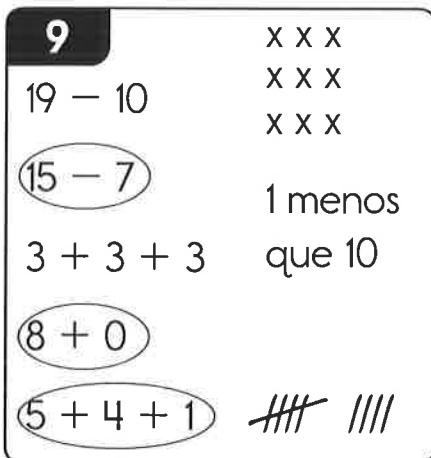 9
19 – 10
15 – 7
3 + 3 + 3
8 + 0
5 + 4 + 1
X X X
X X X
X X X
1 menos
que 10